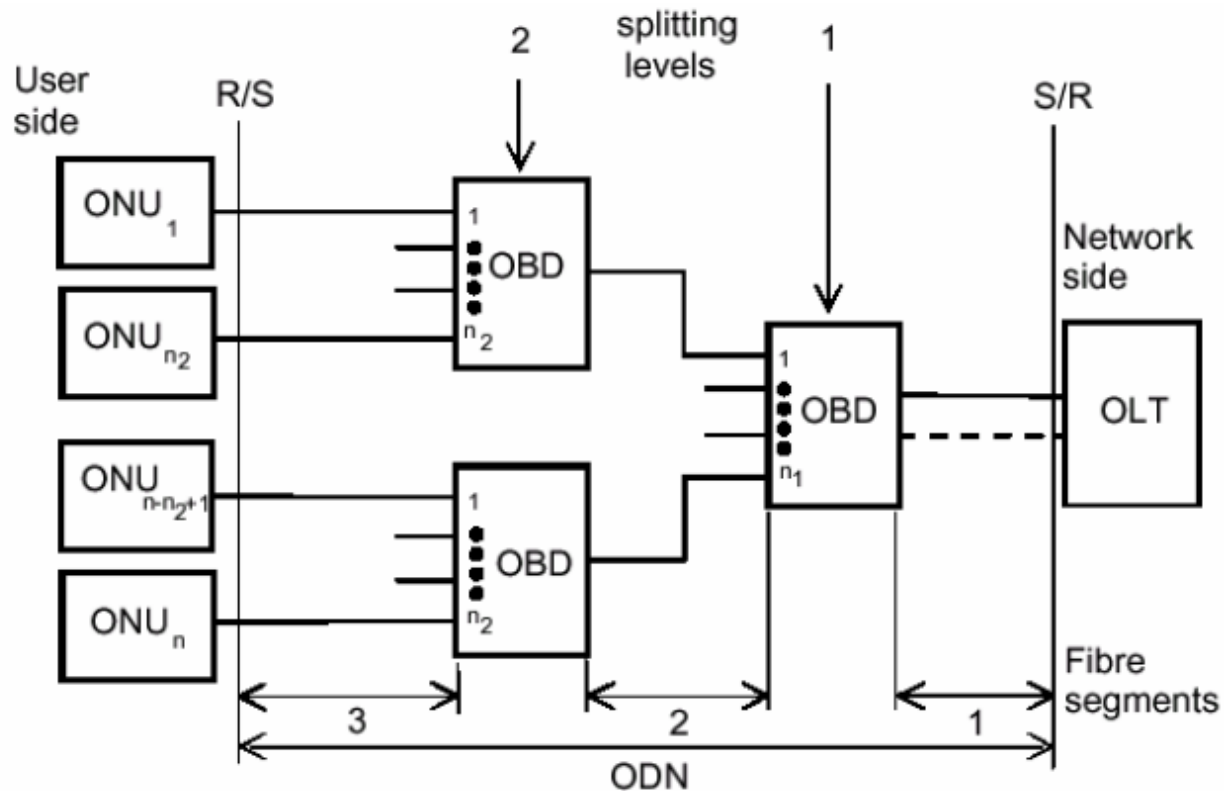 splitting
levels
2
1
User
side
R/S
S/R
ONU1
1
OBD
ONUn2
n2
Network
side
1
OBD
OLT
n1
ONUn-n2+1
1
OBD
ONUn
n2
Fibre
segments
3
2
1
ODN